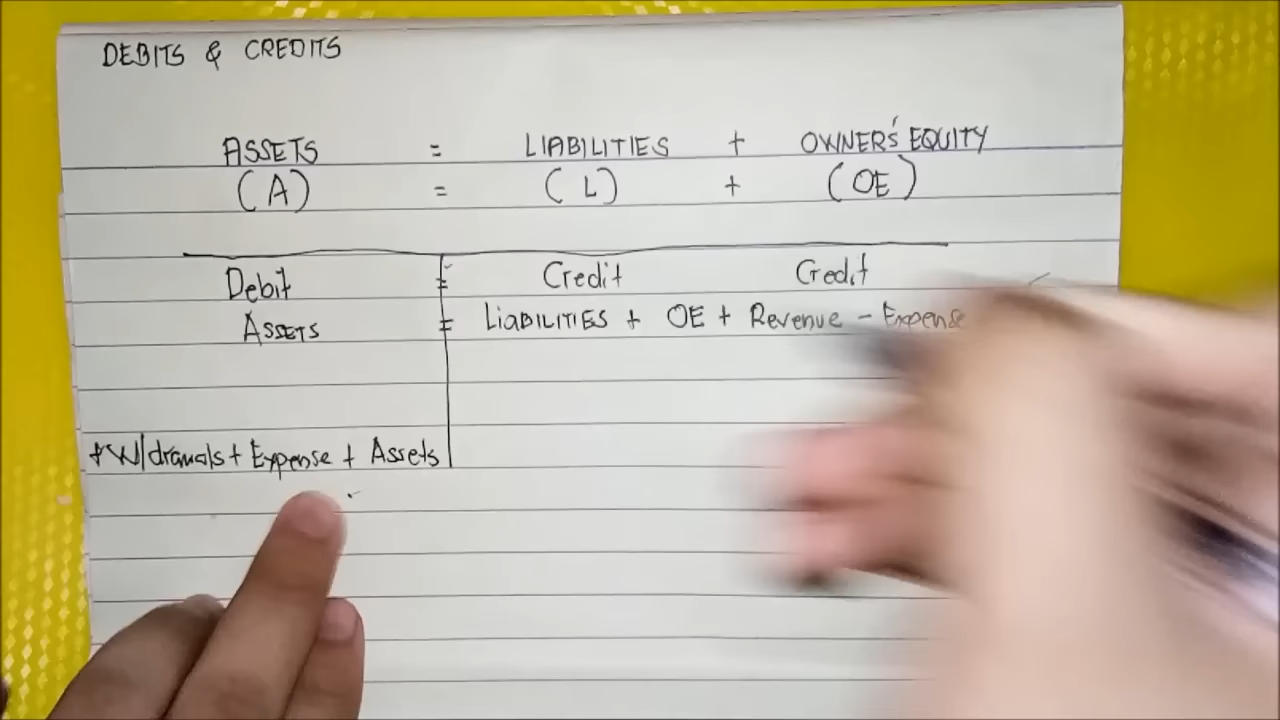 DEBITS & CREDITS
ASSETS = LIABILITIES + OWNER'S EQUITY
(A) = (L) + (OE)
Debit = Credit Credit
ASSETS = LIABILITIES + OE + Revenue - Expense
+ W/drawals + Expense + Assets